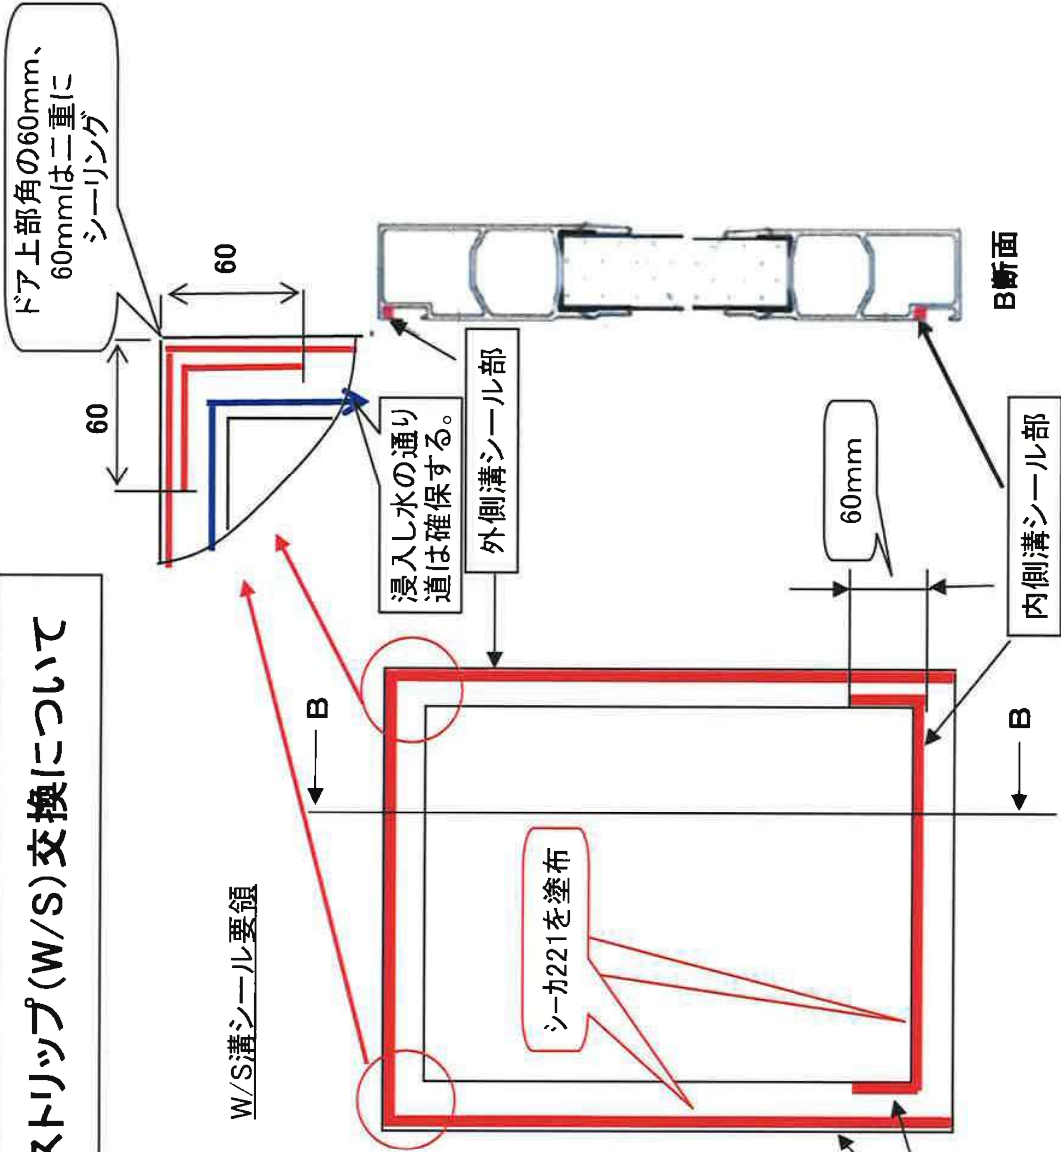 ストリップ(W/S)交換について
W/S溝シール要領
ドア上部角の60mm、
60mmは二重に
シーリング
60
60
浸入し水の通り
道は確保する。
外側溝シール部
B
シーカ221を塗布
60mm
内側溝シール部
B
B断面